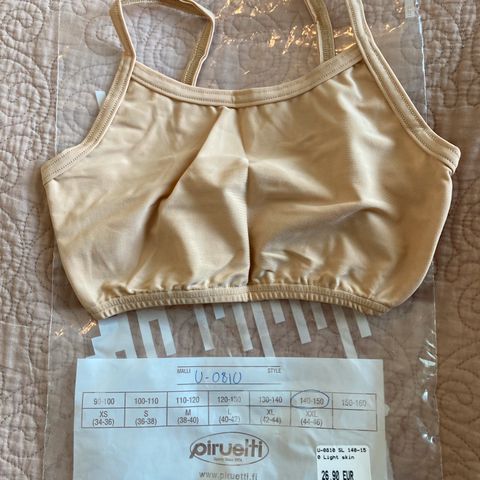 MALLI U-0810 STYLE
90-100 100-110 110-120 120-130 130-140 140-150 150-160
XS S M L XL XXL
(34-36) (36-38) (38-40) (40-42) (42-44) (44-46)
piruetti
www.piruetti.fi
U-0810 SL 140-15
0 Light skin
26,90 EUR